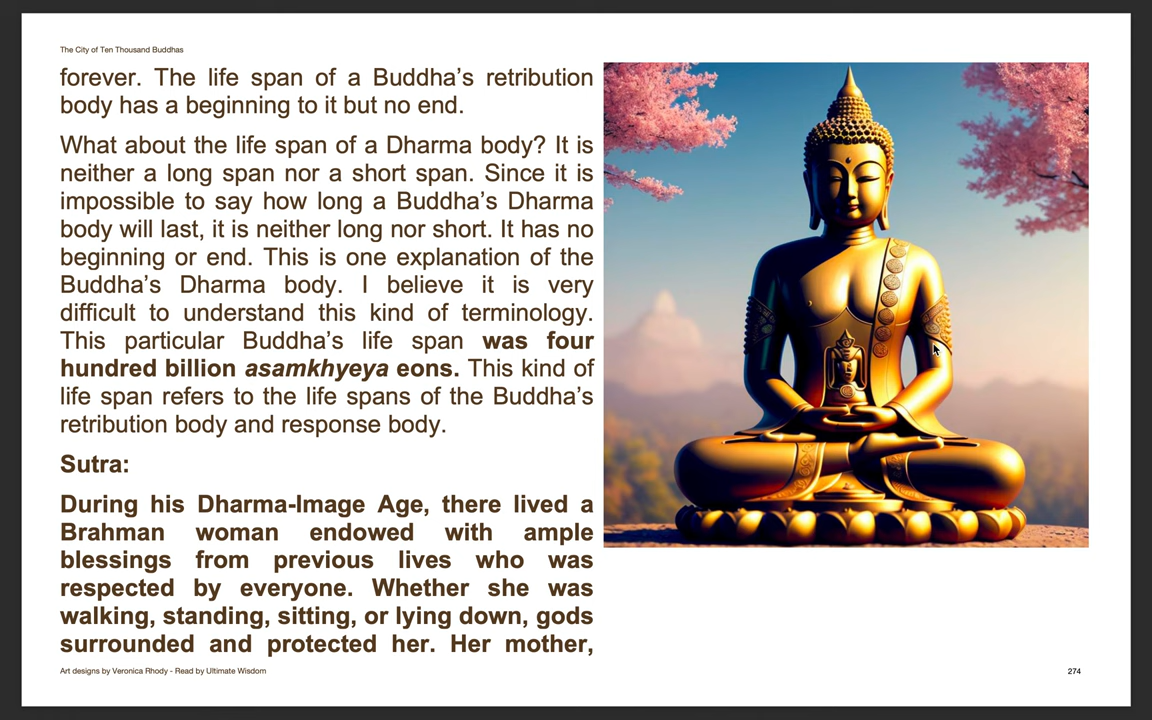 The City of Ten Thousand Buddhas
forever. The life span of a Buddha’s retribution
body has a beginning to it but no end.
What about the life span of a Dharma body? It is
neither a long span nor a short span. Since it is
impossible to say how long a Buddha’s Dharma
body will last, it is neither long nor short. It has no
beginning or end. This is one explanation of the
Buddha’s Dharma body. I believe it is very
difficult to understand this kind of terminology.
This particular Buddha’s life span was four
hundred billion asamkhyeya eons. This kind of
life span refers to the life spans of the Buddha’s
retribution body and response body.
Sutra:
During his Dharma-Image Age, there lived a
Brahman woman endowed with ample
blessings from previous lives who was
respected by everyone. Whether she was
walking, standing, sitting, or lying down, gods
surrounded and protected her. Her mother,
Art designs by Veronica Rhody - Read by Ultimate Wisdom
274